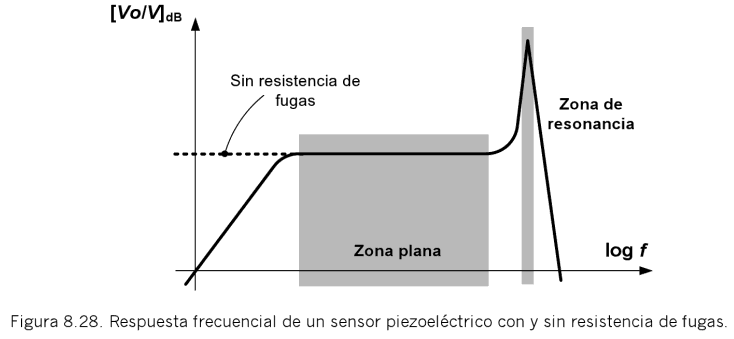 [Vo/V]dB
Sin resistencia de
fugas
Zona de
resonancia
Zona plana
log f
Figura 8.28. Respuesta frecuencial de un sensor piezoeléctrico con y sin resistencia de fugas.